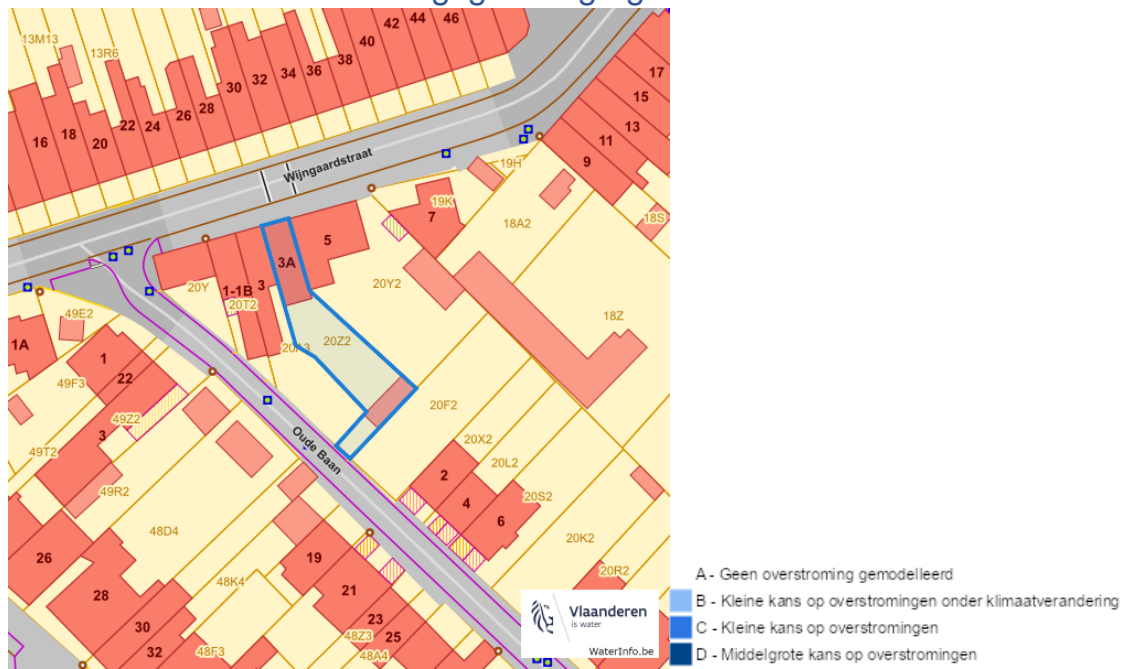 13M13
13R6
16
18
20
22
24
26
28
30
32
34
36
38
40
42
44
46
17
15
13
11
9
Wijngaardstraat
19H
19K
7
18A2
18S
5
3A
3
1-1B
20Y
20T2
20Y2
18Z
20Z2
20A3
49E2
1A
1
22
49F3
49Z2
3
49T2
49R2
Oude Baan
20F2
20X2
20L2
2
4
6
20S2
20K2
20R2
48D4
26
28
30
32
48K4
48F3
19
21
23
25
48Z3
48A4
Vlaanderen
is water
WaterInfo.be
A - Geen overstroming gemodelleerd
B - Kleine kans op overstromingen onder klimaatverandering
C - Kleine kans op overstromingen
D - Middelgrote kans op overstromingen